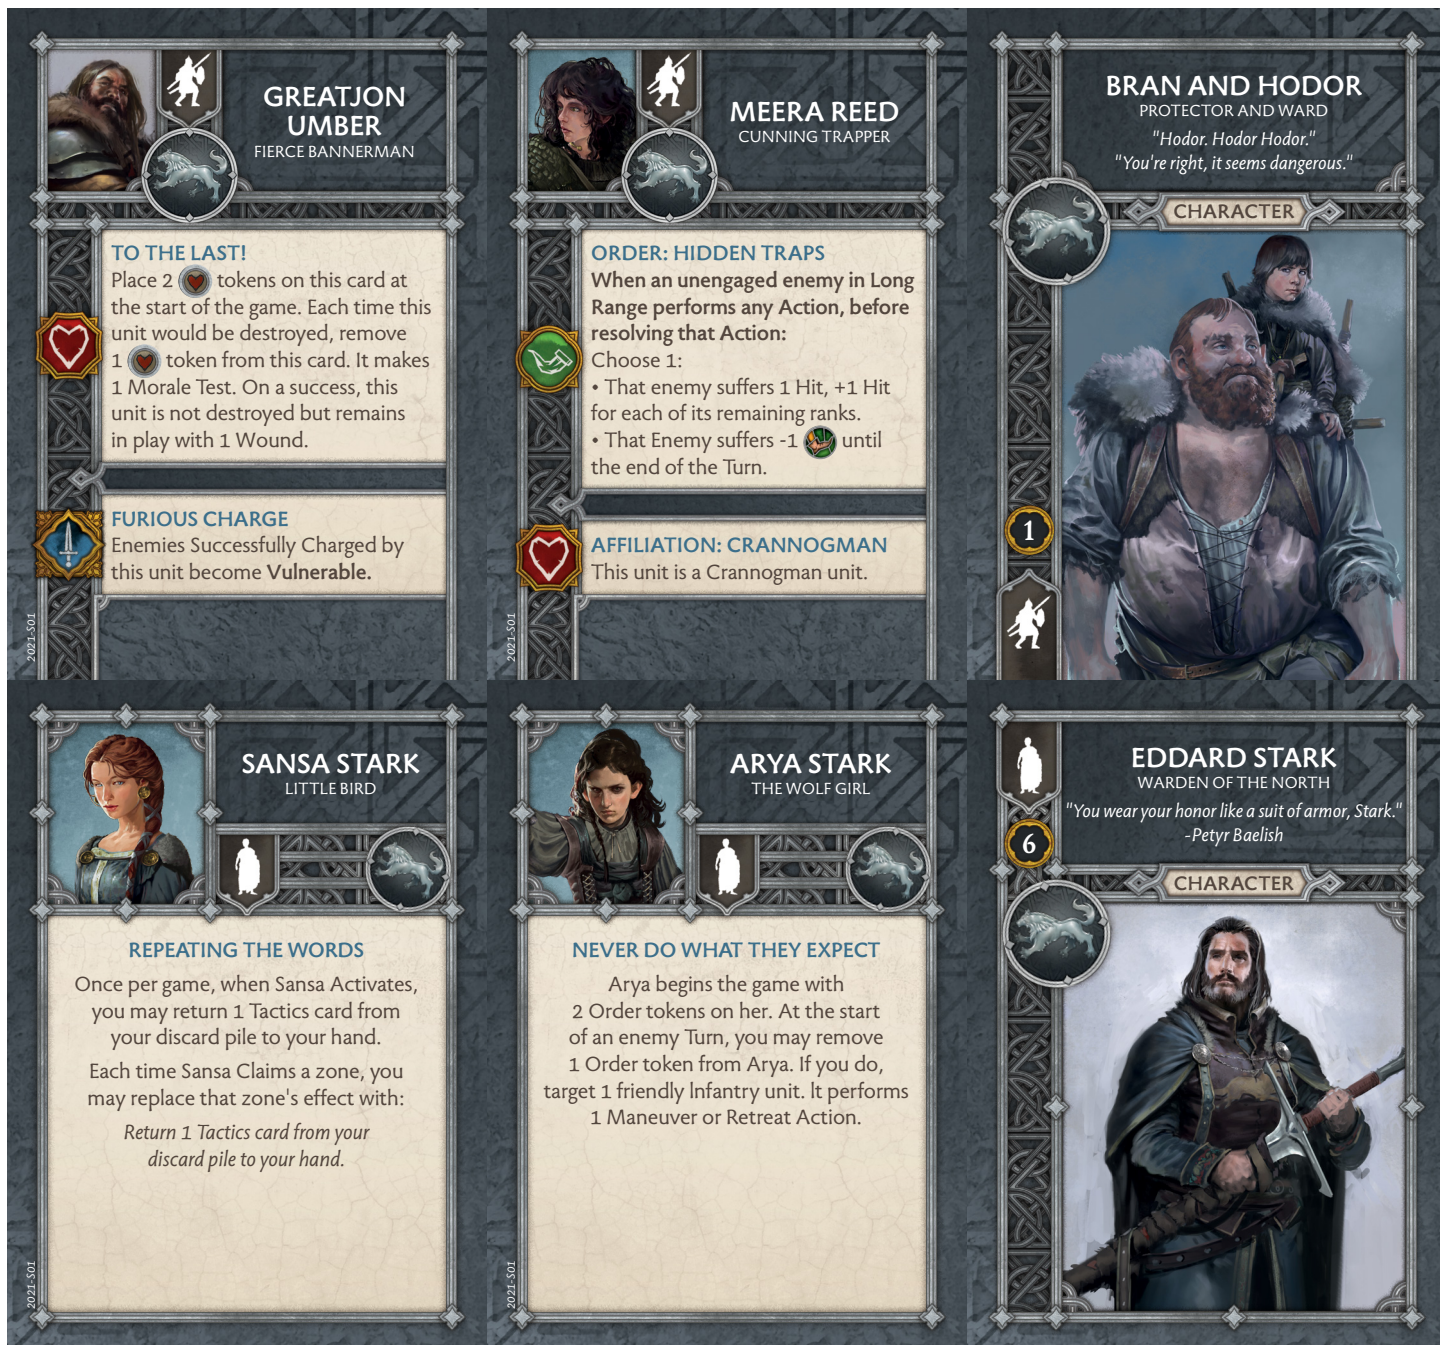 GREATJON
UMBER
FIERCE BANNERMAN
TO THE LAST!
Place 2 tokens on this card at
the start of the game. Each time this
unit would be destroyed, remove
1 token from this card. It makes
1 Morale Test. On a success, this
unit is not destroyed but remains
in play with 1 Wound.
FURIOUS CHARGE
Enemies Successfully Charged by
this unit become Vulnerable.
2021-S01
MEERA REED
CUNNING TRAPPER
ORDER: HIDDEN TRAPS
When an unengaged enemy in Long
Range performs any Action, before
resolving that Action:
Choose 1:
• That enemy suffers 1 Hit, +1 Hit
for each of its remaining ranks.
• That Enemy suffers -1 until
the end of the Turn.
AFFILIATION: CRANNOGMAN
This unit is a Crannogman unit.
2021-S01
BRAN AND HODOR
PROTECTOR AND WARD
"Hodor. Hodor Hodor."
"You're right, it seems dangerous."
CHARACTER
1
SANSA STARK
LITTLE BIRD
REPEATING THE WORDS
Once per game, when Sansa Activates,
you may return 1 Tactics card from
your discard pile to your hand.
Each time Sansa Claims a zone, you
may replace that zone's effect with:
Return 1 Tactics card from your
discard pile to your hand.
2021-S01
ARYA STARK
THE WOLF GIRL
NEVER DO WHAT THEY EXPECT
Arya begins the game with
2 Order tokens on her. At the start
of an enemy Turn, you may remove
1 Order token from Arya. If you do,
target 1 friendly Infantry unit. It performs
1 Maneuver or Retreat Action.
2021-S01
EDDARD STARK
WARDEN OF THE NORTH
"You wear your honor like a suit of armor, Stark."
-Petyr Baelish
6
CHARACTER